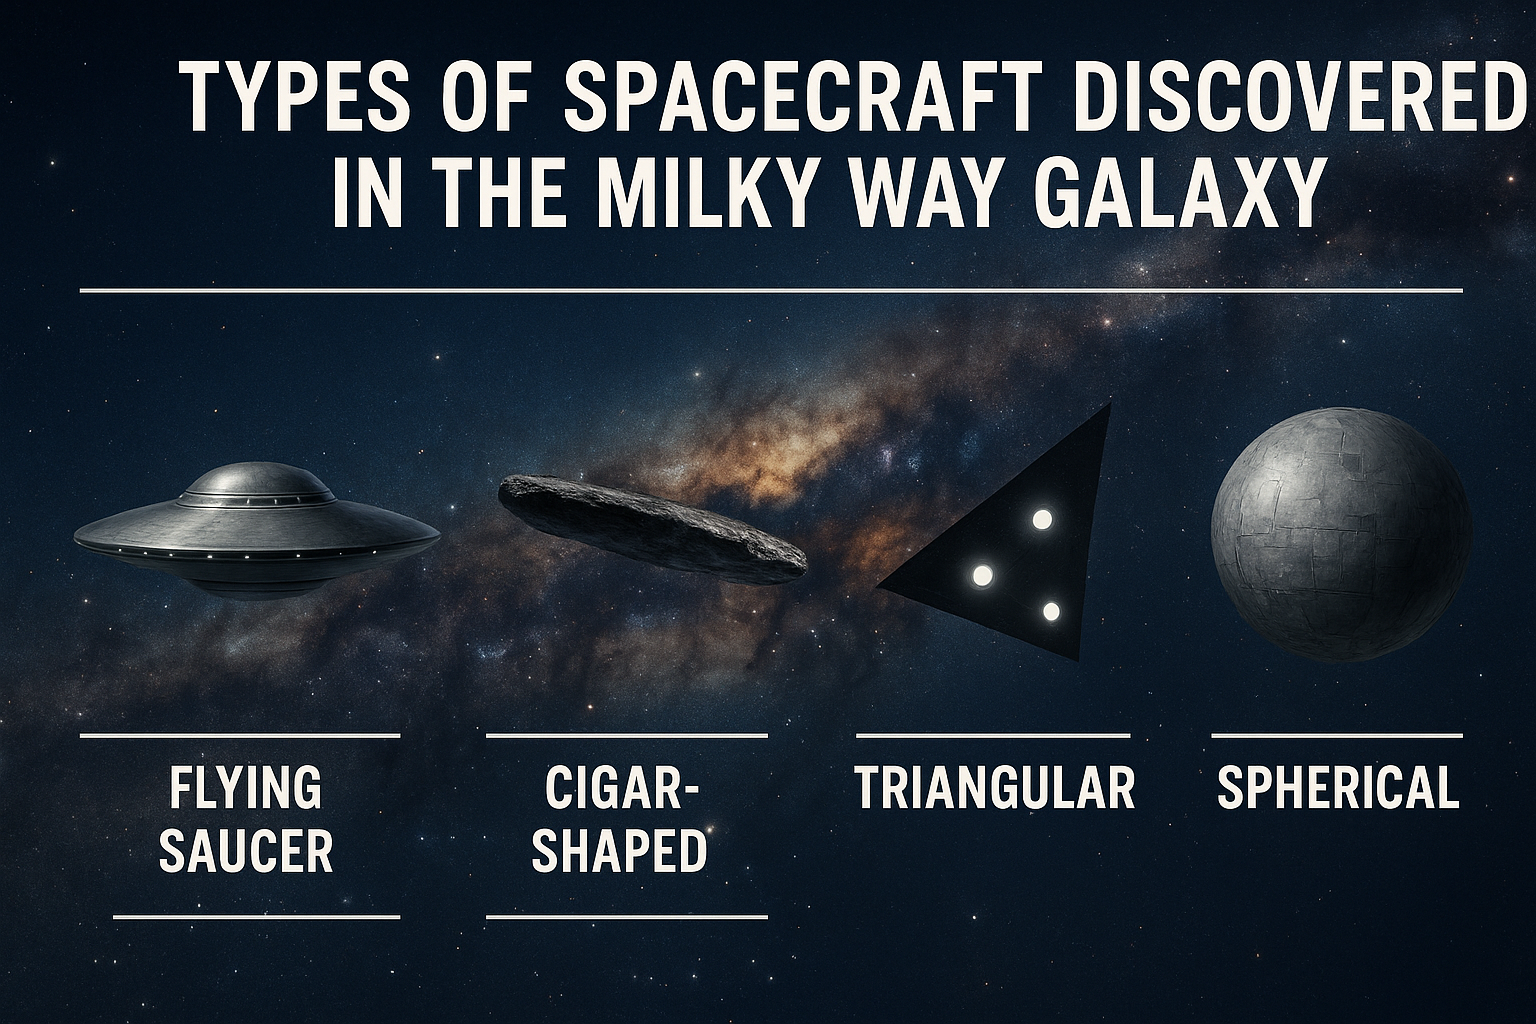 TYPES OF SPACECRAFT DISCOVERED
IN THE MILKY WAY GALAXY
FLYING
SAUCER
CIGAR-
SHAPED
TRIANGULAR
SPHERICAL